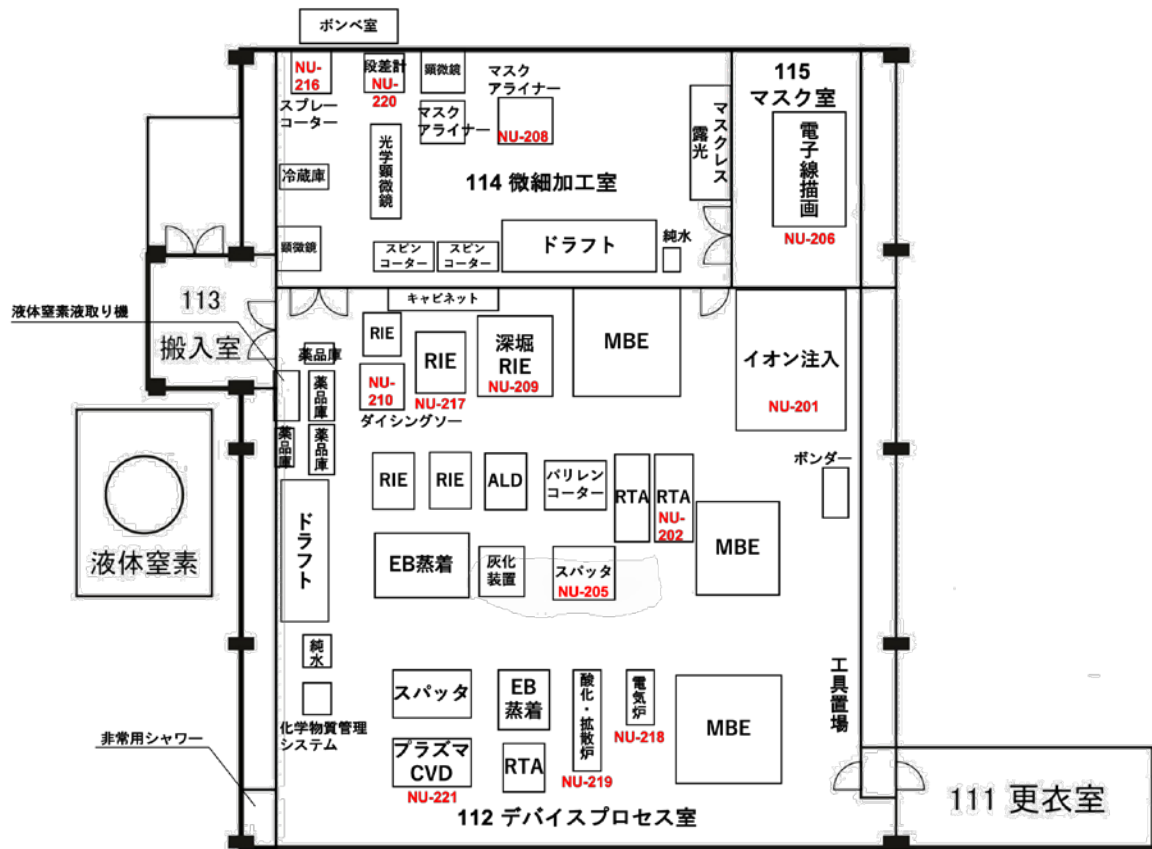 ボンベ室
NU-
216
スプレー
コーター
段差計
NU-
220
顕微鏡
マスク
アライナー
マスク
アライナー
NU-208
光学顕微鏡
冷蔵庫
顕微鏡
114 微細加工室
マスクレス
露光
スピン
コーター
スピン
コーター
ドラフト
純水
115
マスク室
電子線描画
NU-206
113
搬入室
液体窒素液取り機
キャビネット
薬品庫
薬品庫
薬品庫
薬品庫
RIE
NU-
210
ダイシングソー
RIE
NU-217
深堀
RIE
NU-209
MBE
イオン注入
NU-201
ボンダー
液体窒素
ドラフト
RIE
RIE
ALD
パリレン
コーター
RTA
RTA
NU-
202
MBE
EB蒸着
灰化
装置
スパッタ
NU-205
純水
化学物質管理
システム
非常用シャワー
スパッタ
EB
蒸着
酸化・拡散炉
NU-219
電気炉
NU-218
MBE
工具置場
プラズマ
CVD
NU-221
RTA
112 デバイスプロセス室
111 更衣室